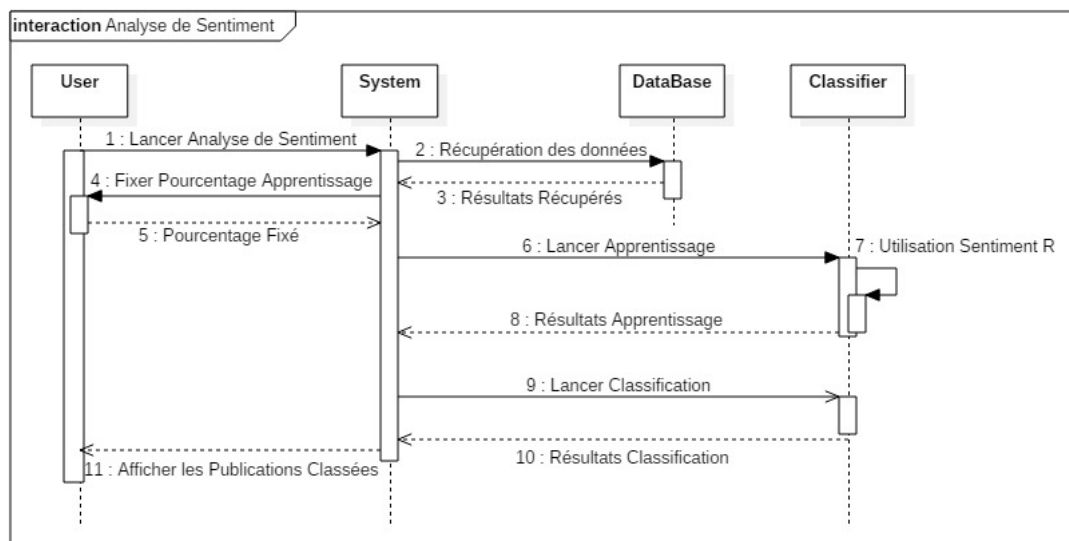 interaction Analyse de Sentiment
User
System
DataBase
Classifier
1 : Lancer Analyse de Sentiment
2 : Récupération des données
4 : Fixer Pourcentage Apprentissage
3 : Résultats Récupérés
5 : Pourcentage Fixé
6 : Lancer Apprentissage
7 : Utilisation Sentiment R
8 : Résultats Apprentissage
9 : Lancer Classification
10 : Résultats Classification
11 : Afficher les Publications Classées